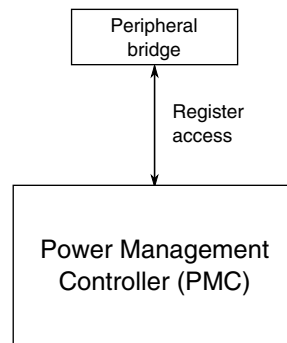 Peripheral
bridge
Register
access
Power Management
Controller (PMC)